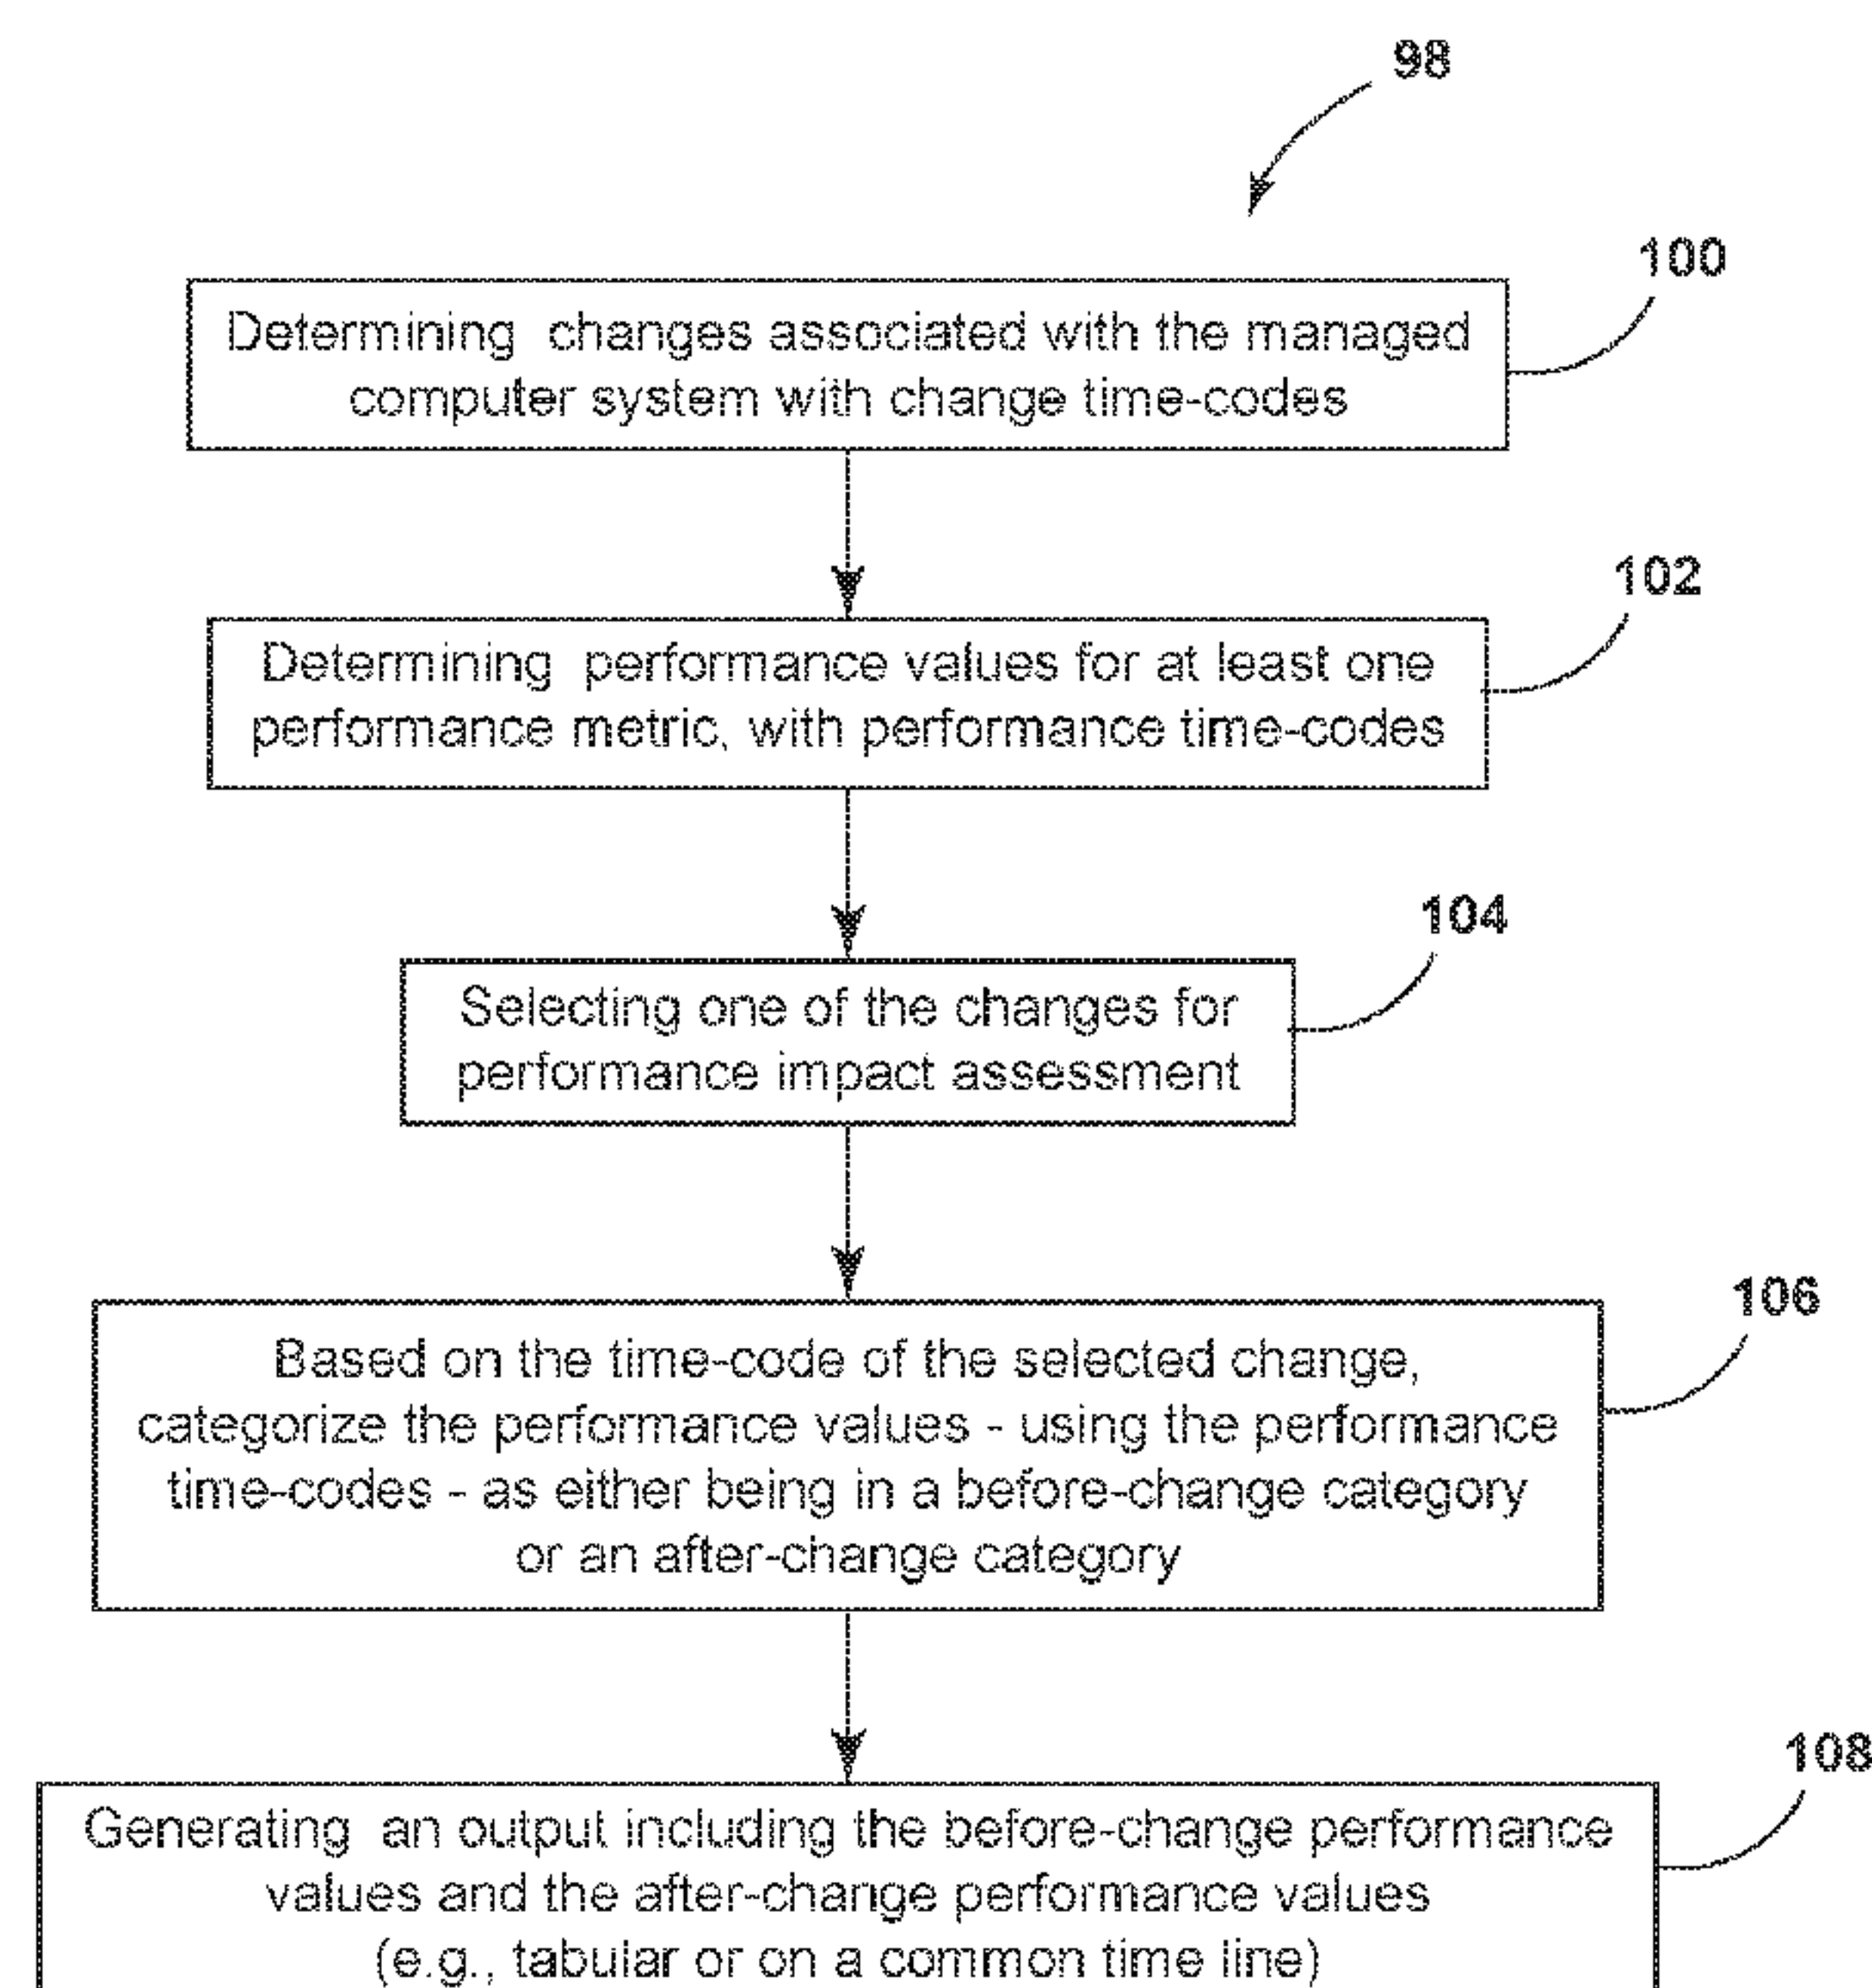 98
100
Determining changes associated with the managed
computer system with change time-codes
102
Determining performance values for at least one
performance metric, with performance time-codes
104
Selecting one of the changes for
performance impact assessment
106
Based on the time-code of the selected change,
categorize the performance values - using the performance
time-codes - as either being in a before-change category
or an after-change category
108
Generating an output including the before-change performance
values and the after-change performance values
(e.g., tabular or on a common time line)